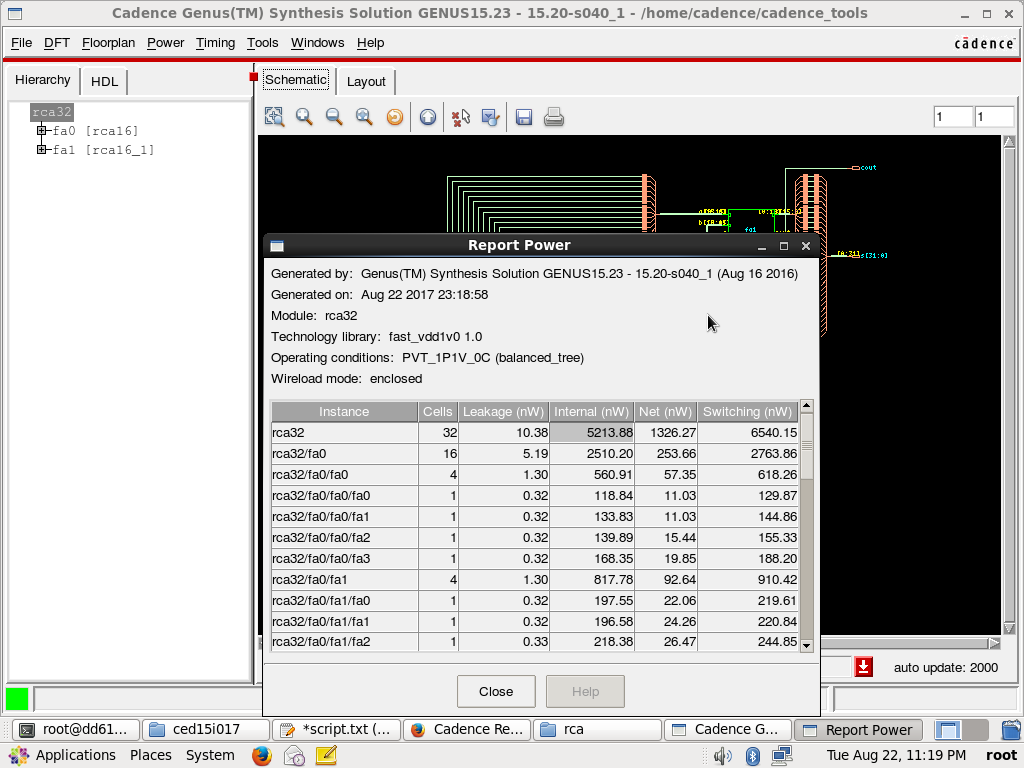 Cadence Genus(TM) Synthesis Solution GENUS15.23 - 15.20-s040_1 - /home/cadence/cadence_tools
File DFT Floorplan Power Timing Tools Windows Help cādence
Hierarchy HDL Schematic Layout
rca32
fa0 [rca16]
fa1 [rca16_1]
1 1
cout
fa1
s[31:0]
Report Power
Generated by: Genus(TM) Synthesis Solution GENUS15.23 - 15.20-s040_1 (Aug 16 2016)
Generated on: Aug 22 2017 23:18:58
Module: rca32
Technology library: fast_vdd1v0 1.0
Operating conditions: PVT_1P1V_0C (balanced_tree)
Wireload mode: enclosed
Instance Cells Leakage (nW) Internal (nW) Net (nW) Switching (nW)
rca32 32 10.38 5213.88 1326.27 6540.15
rca32/fa0 16 5.19 2510.20 253.66 2763.86
rca32/fa0/fa0 4 1.30 560.91 57.35 618.26
rca32/fa0/fa0/fa0 1 0.32 118.84 11.03 129.87
rca32/fa0/fa0/fa1 1 0.32 133.83 11.03 144.86
rca32/fa0/fa0/fa2 1 0.32 139.89 15.44 155.33
rca32/fa0/fa0/fa3 1 0.32 168.35 19.85 188.20
rca32/fa0/fa1 4 1.30 817.78 92.64 910.42
rca32/fa0/fa1/fa0 1 0.32 197.55 22.06 219.61
rca32/fa0/fa1/fa1 1 0.32 196.58 24.26 220.84
rca32/fa0/fa1/fa2 1 0.33 218.38 26.47 244.85
auto update: 2000
Close Help
root@dd61... ced15i017 *script.txt (... Cadence Re... rca Cadence G... Report Power
Applications Places System Tue Aug 22, 11:19 PM root